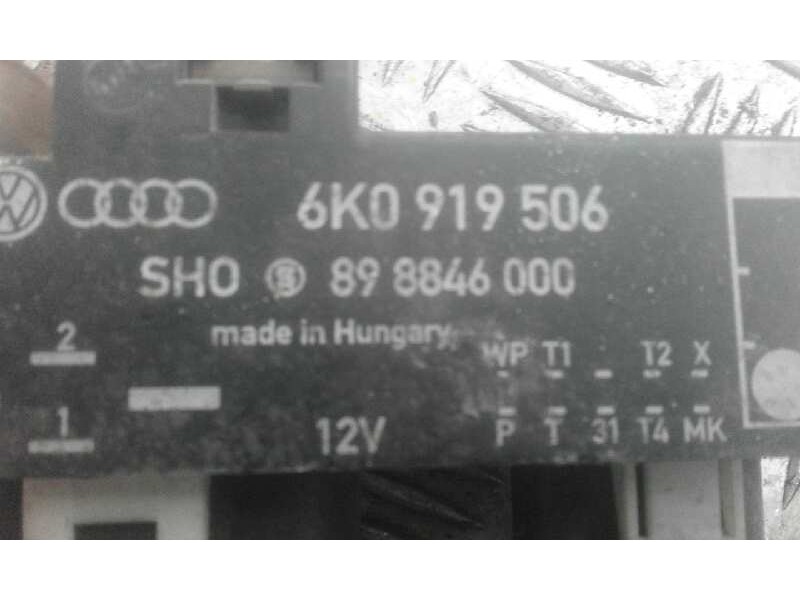 6K0 919 506
SHO S 89 8846 000
made in Hungary
2
WP T1 - T2 X
1
12V
P T 31 T4 MK